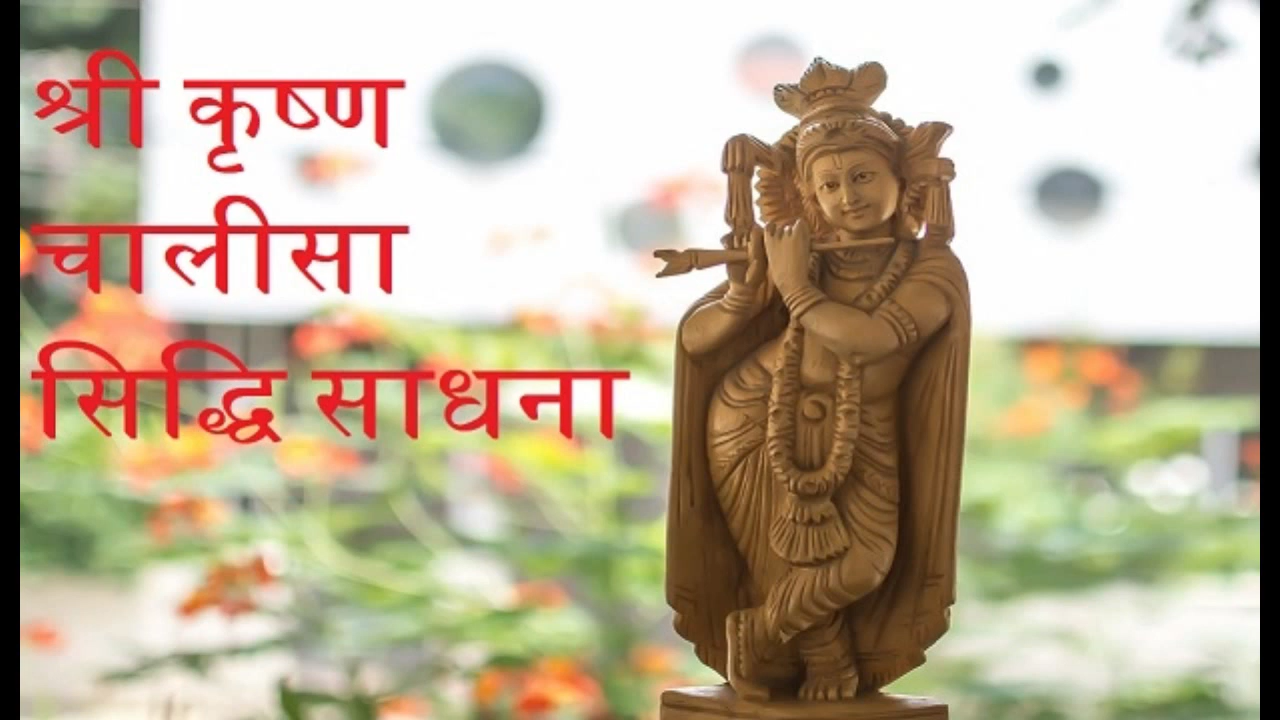 श्री कृष्ण
चालीसा
सिद्धि साधना